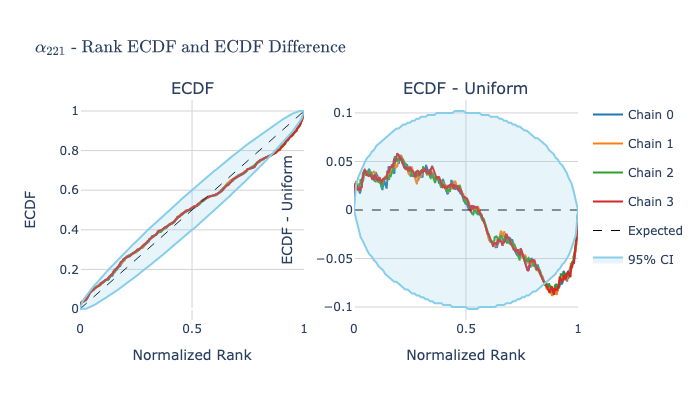 α₂₂₁ - Rank ECDF and ECDF Difference
ECDF
ECDF - Uniform
1
0.8
0.6
0.4
0.2
0
ECDF
0
0.5
1
Normalized Rank
0.1
0.05
0
−0.05
−0.1
ECDF - Uniform
0
0.5
1
Normalized Rank
Chain 0
Chain 1
Chain 2
Chain 3
Expected
95% CI